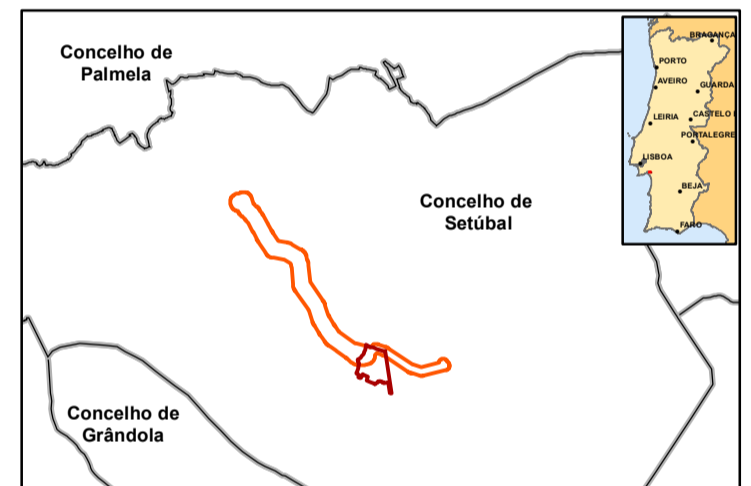 Concelho de
Palmela
Concelho de
Setúbal
Concelho de
Grândola
BRAGANÇA
PORTO
AVEIRO
GUARDA
LEIRIA
CASTELO
PORTALEGRE
LISBOA
BEJA
FARO